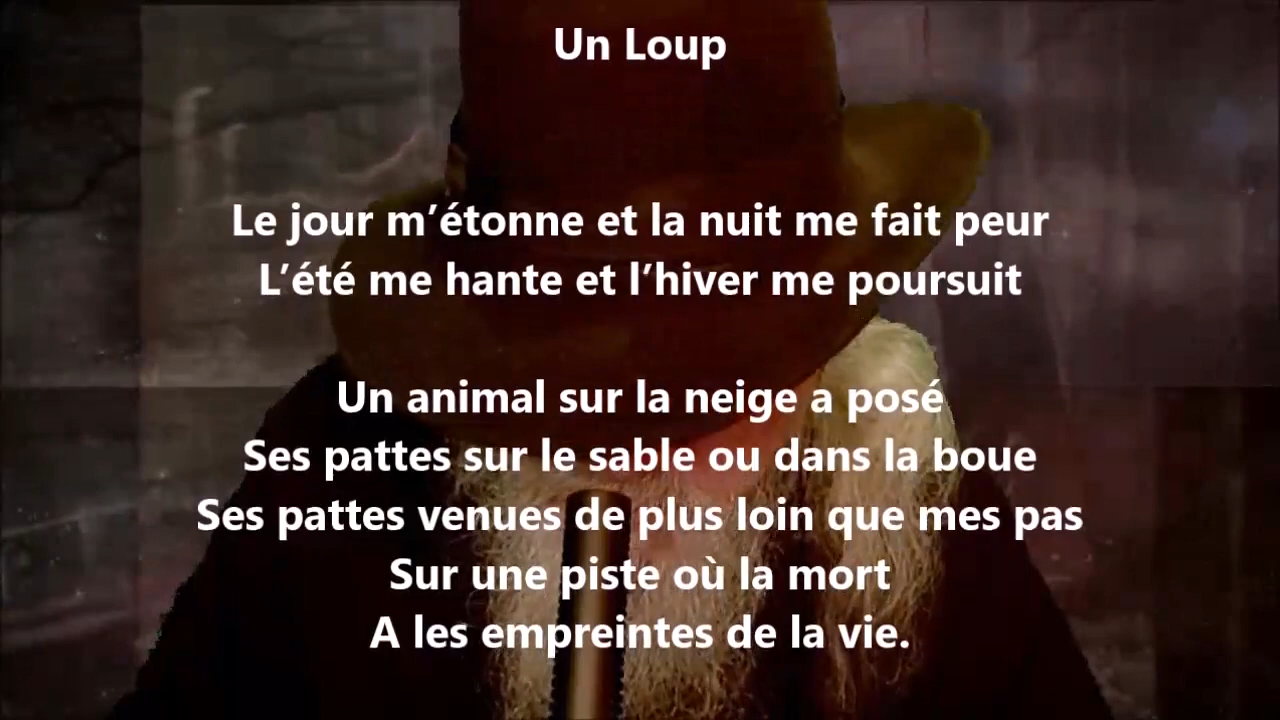 Un Loup
Le jour m’étonne et la nuit me fait peur
L’été me hante et l’hiver me poursuit
Un animal sur la neige a posé
Ses pattes sur le sable ou dans la boue
Ses pattes venues de plus loin que mes pas
Sur une piste où la mort
A les empreintes de la vie.